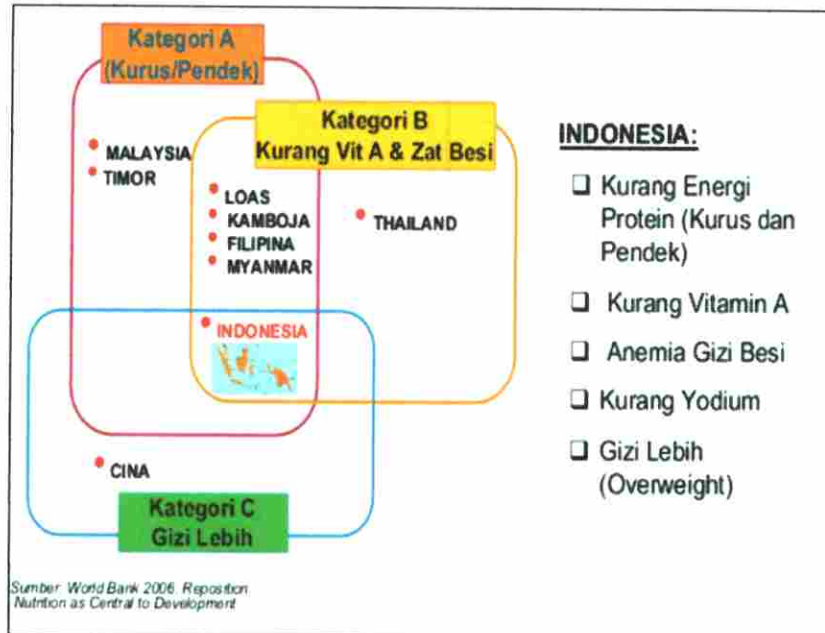 Kategori A
(Kurus/Pendek)
Kategori B
Kurang Vit A & Zat Besi
MALAYSIA
TIMOR
LOAS
KAMBOJA
FILIPINA
MYANMAR
THAILAND
INDONESIA
CINA
Kategori C
Gizi Lebih
Sumber: World Bank 2006. Reposition
Nutrition as Central to Development
INDONESIA:
Kurang Energi
Protein (Kurus dan
Pendek)
Kurang Vitamin A
Anemia Gizi Besi
Kurang Yodium
Gizi Lebih
(Overweight)